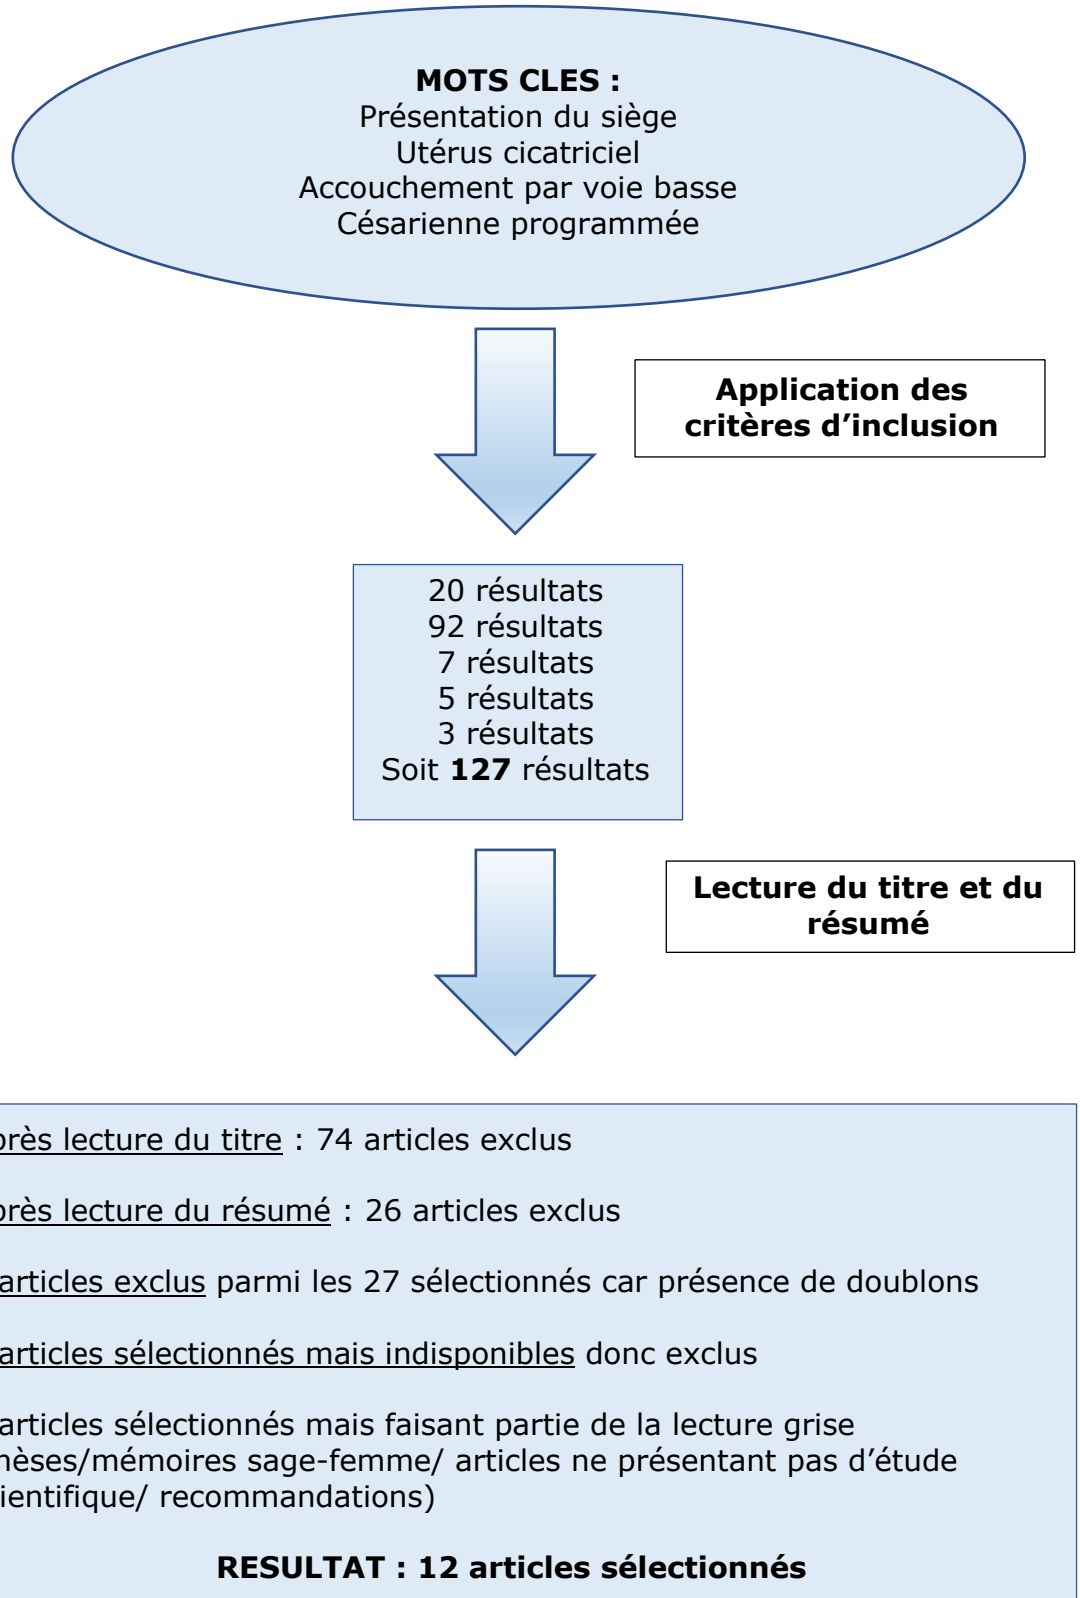 MOTS CLES :
Présentation du siège
Utérus cicatriciel
Accouchement par voie basse
Césarienne programmée
Application des
critères d’inclusion
20 résultats
92 résultats
7 résultats
5 résultats
3 résultats
Soit 127 résultats
Lecture du titre et du
résumé
lecture du titre : 74 articles exclus
lecture du résumé : 26 articles exclus
articles exclus parmi les 27 sélectionnés car présence de doublons
articles sélectionnés mais indisponibles donc exclus
articles sélectionnés mais faisant partie de la lecture grise
mémoires sage-femme/ articles ne présentant pas d’étude
recommandations)
RESULTAT : 12 articles sélectionnés